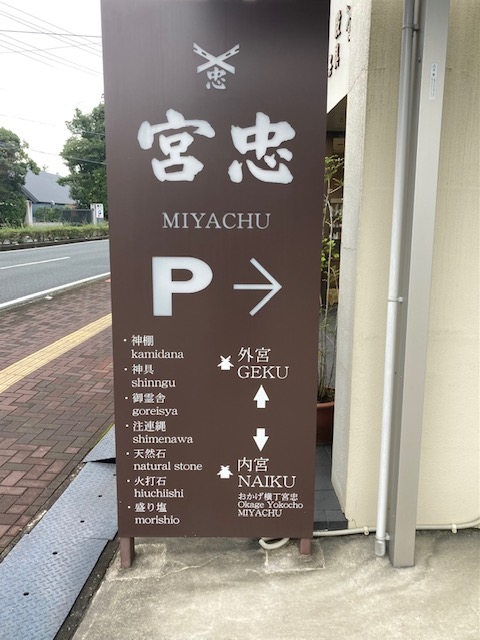 忠
宮忠
MIYACHU
P →
・神棚
kamidana
・神具
shinngu
・御霊舎
goreisya
・注連縄
shimenawa
・天然石
natural stone
・火打石
hiuchiishi
・盛り塩
morishio
外宮
GEKU
内宮
NAIKU
おかげ横丁宮忠
Okage Yokocho
MIYACHU